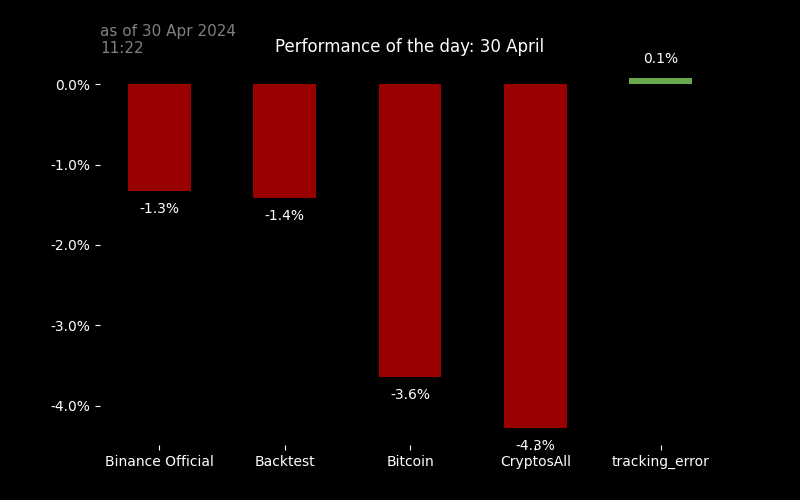 as of 30 Apr 2024
11:22
Performance of the day: 30 April
0.1%
0.0%
-1.0%
-1.3%
-1.4%
-2.0%
-3.0%
-3.6%
-4.0%
-4.3%
Binance Official
Backtest
Bitcoin
CryptosAll
tracking_error